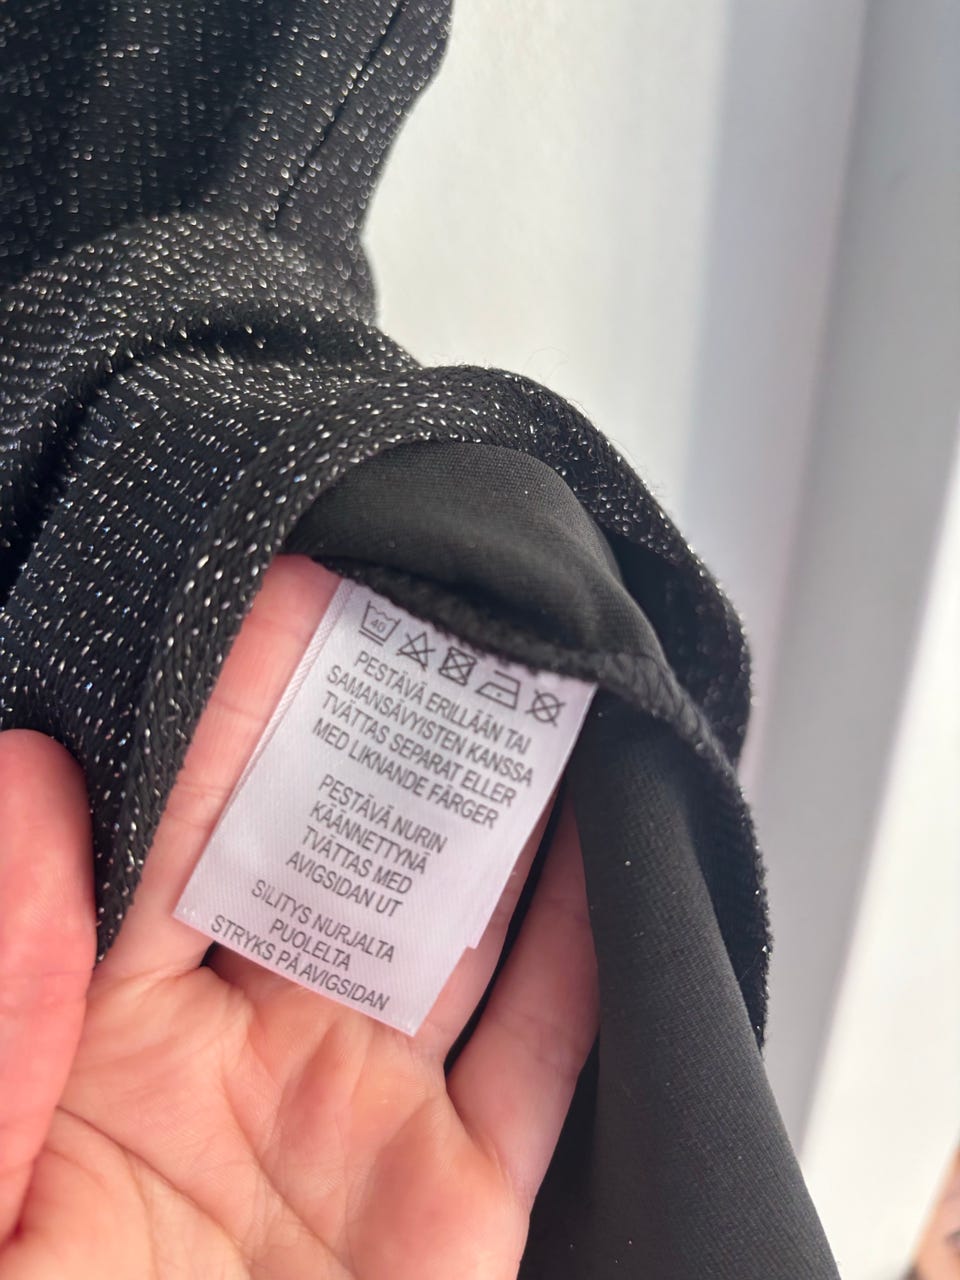 40
PESTÄVÄ ERILLÄÄN TAI
SAMANSÄVYISTEN KANSSA
TVÄTTAS SEPARAT ELLER
MED LIKNANDE FÄRGER
PESTÄVÄ NURIN
KÄÄNNETTYNÄ
TVÄTTAS MED
AVIGSIDAN UT
SILITYS NURJALTA
PUOLELTA
STRYKS PÅ AVIGSIDAN